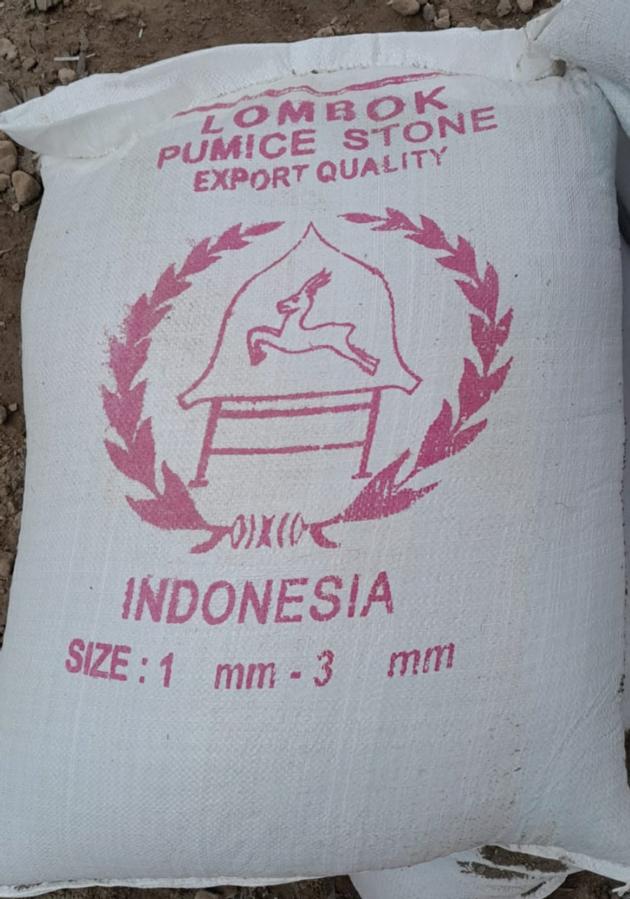 LOMBOK
PUMICE STONE
EXPORT QUALITY
INDONESIA
SIZE : 1 mm - 3 mm